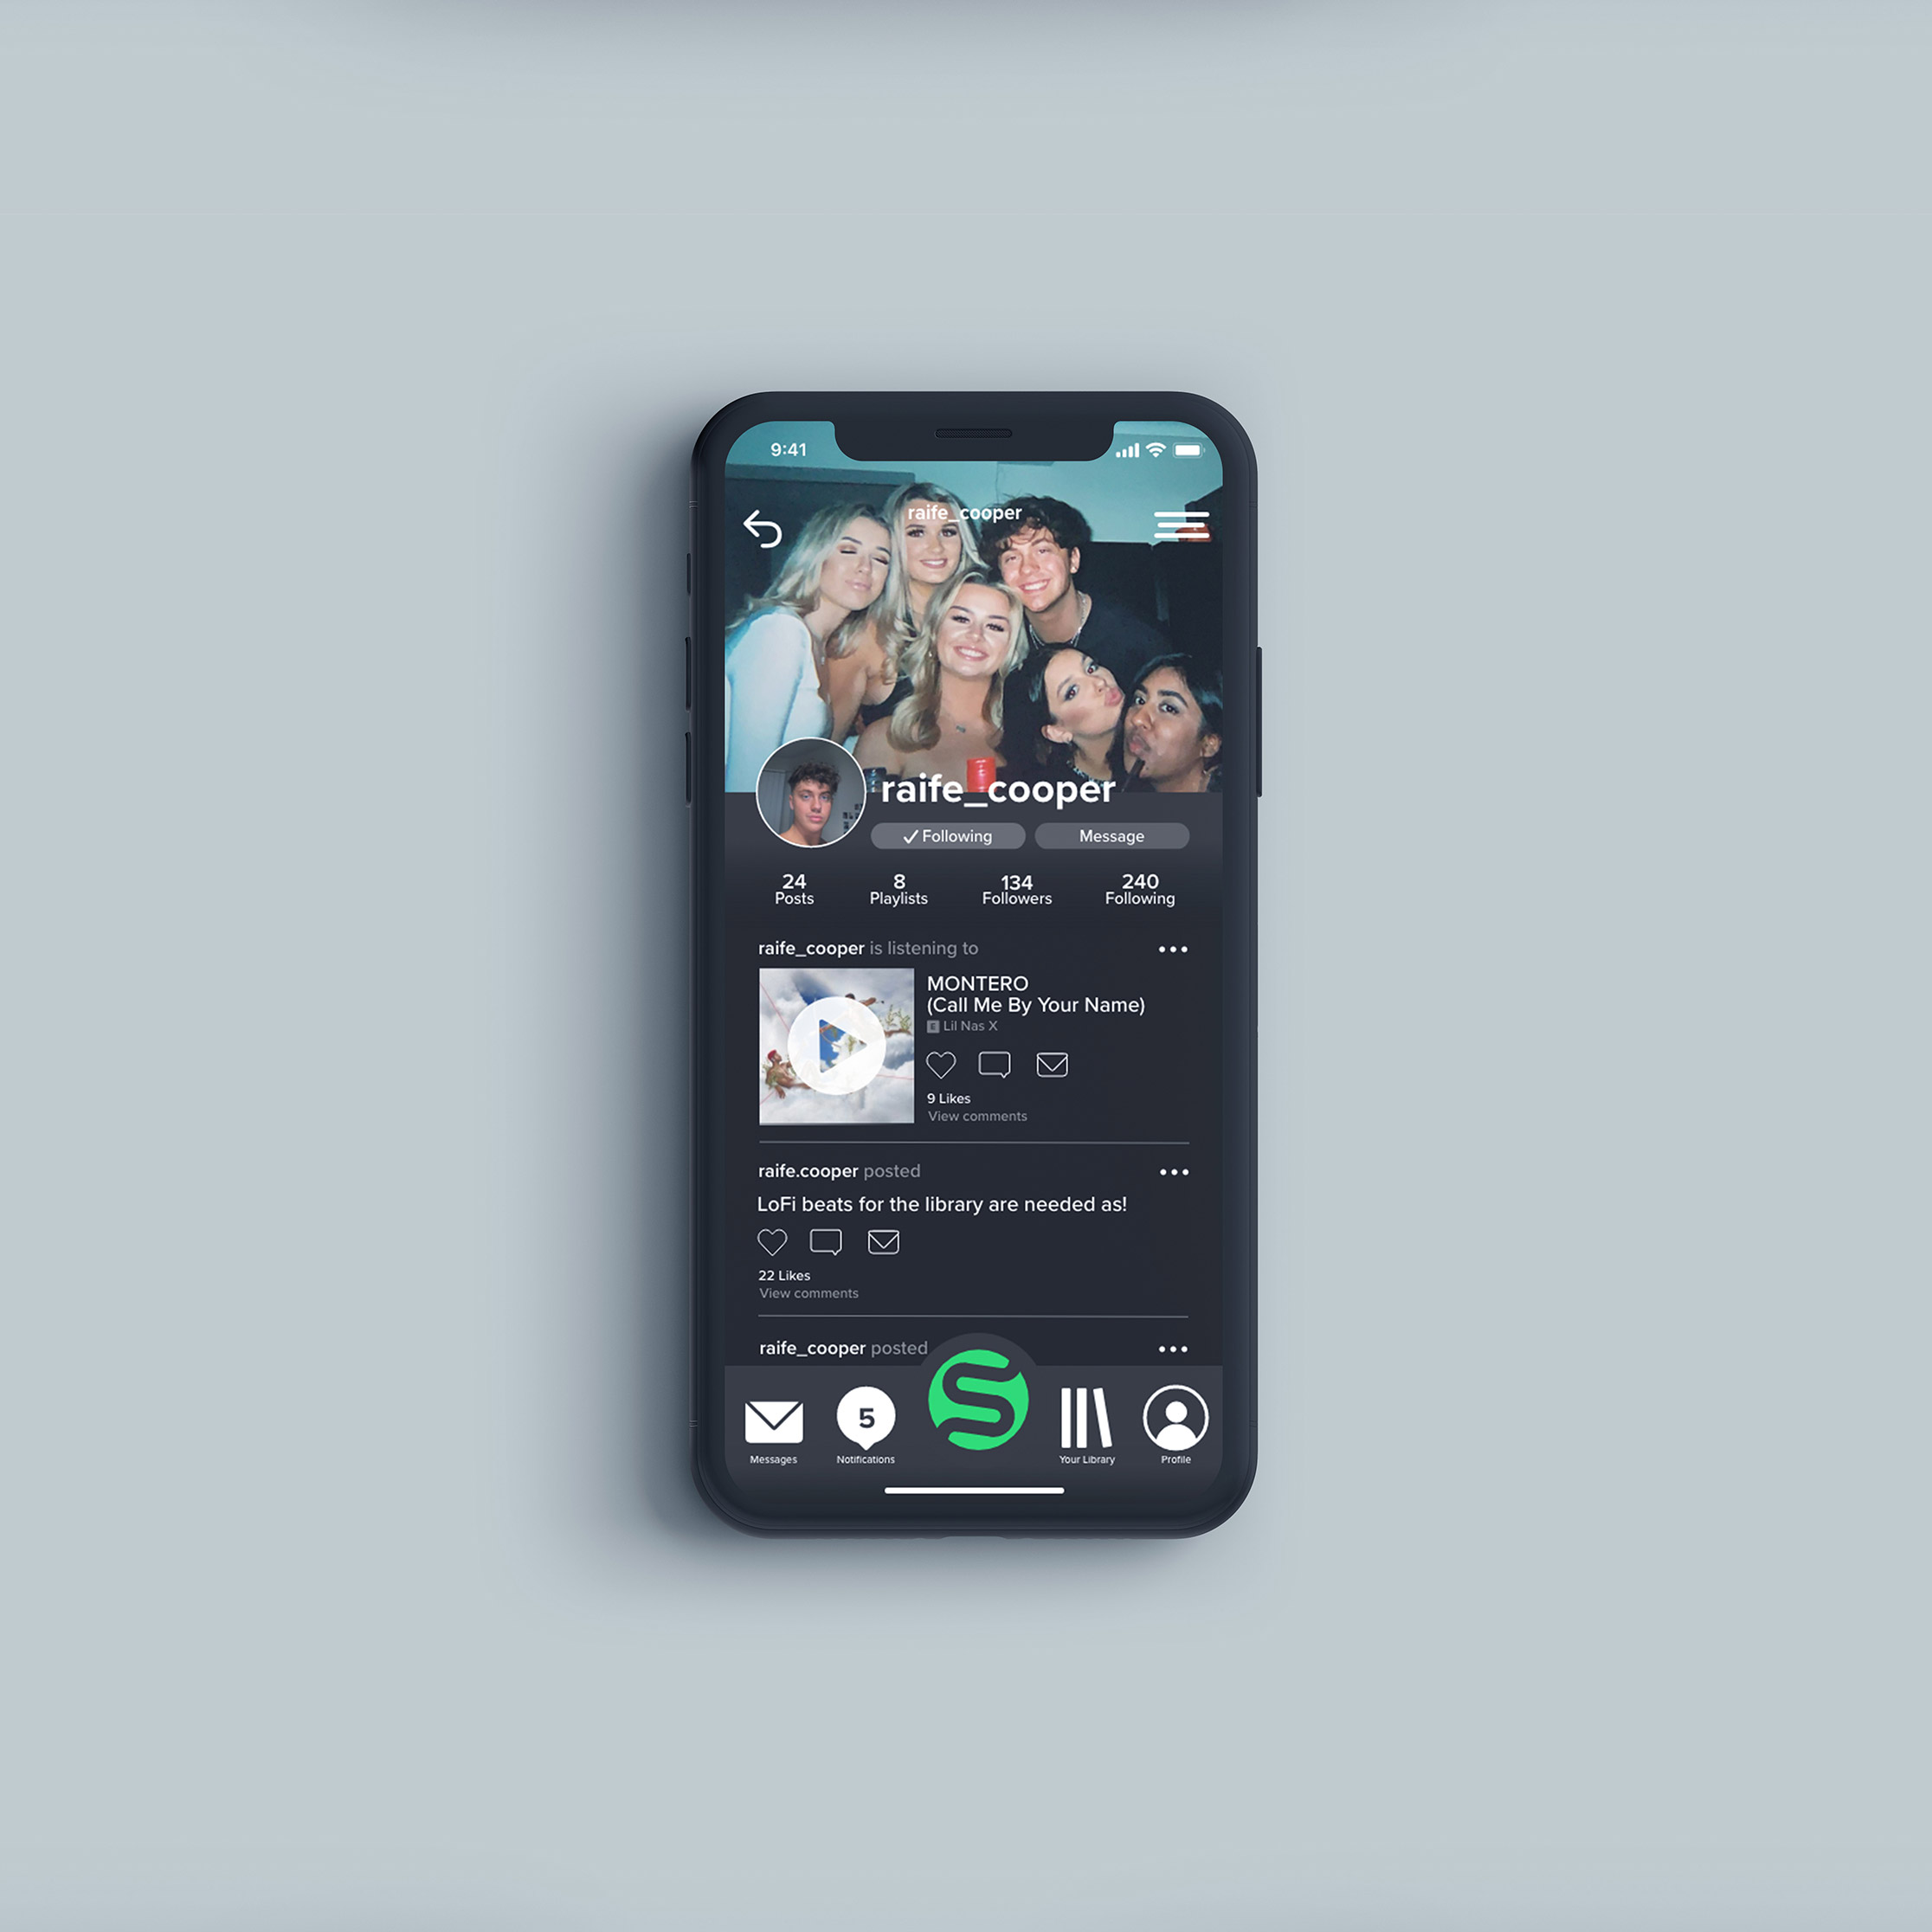 9:41
raife_cooper
raife_cooper
Following
Message
24
Posts
8
Playlists
134
Followers
240
Following
raife_cooper is listening to
MONTERO
(Call Me By Your Name)
E Lil Nas X
9 Likes
View comments
raife.cooper posted
LoFi beats for the library are needed as!
22 Likes
View comments
raife_cooper posted
5
Messages
Notifications
Your Library
Profile